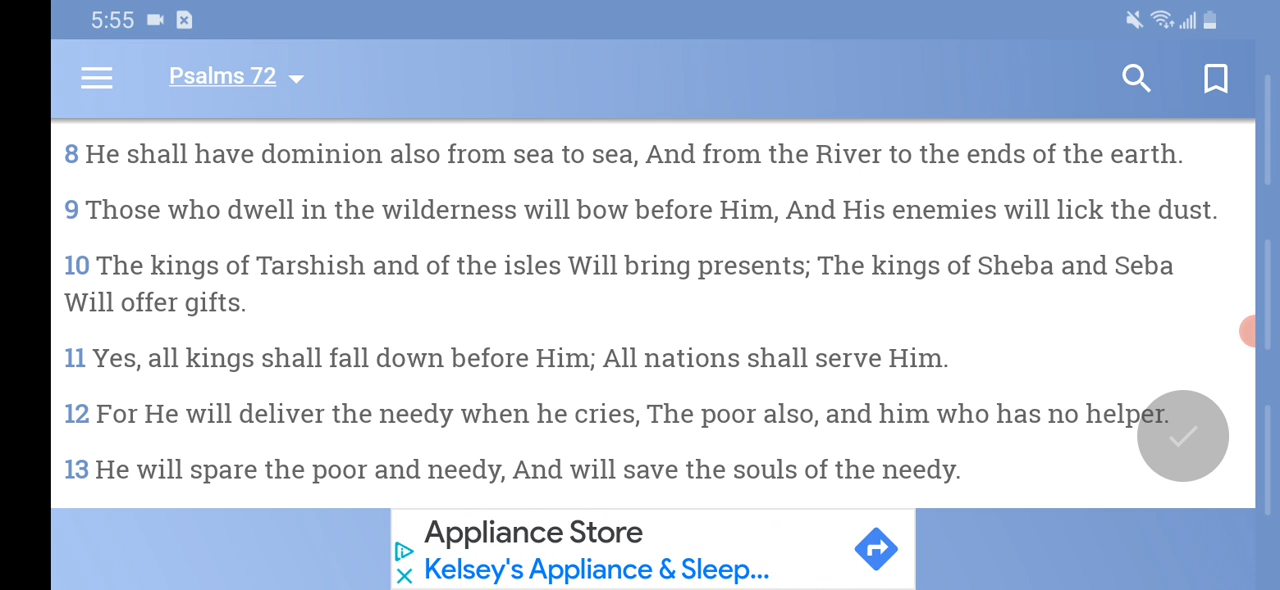 5:55
Psalms 72
8 He shall have dominion also from sea to sea, And from the River to the ends of the earth.
9 Those who dwell in the wilderness will bow before Him, And His enemies will lick the dust.
10 The kings of Tarshish and of the isles Will bring presents; The kings of Sheba and Seba
Will offer gifts.
11 Yes, all kings shall fall down before Him; All nations shall serve Him.
12 For He will deliver the needy when he cries, The poor also, and him who has no helper.
13 He will spare the poor and needy, And will save the souls of the needy.
Appliance Store
Kelsey's Appliance & Sleep...